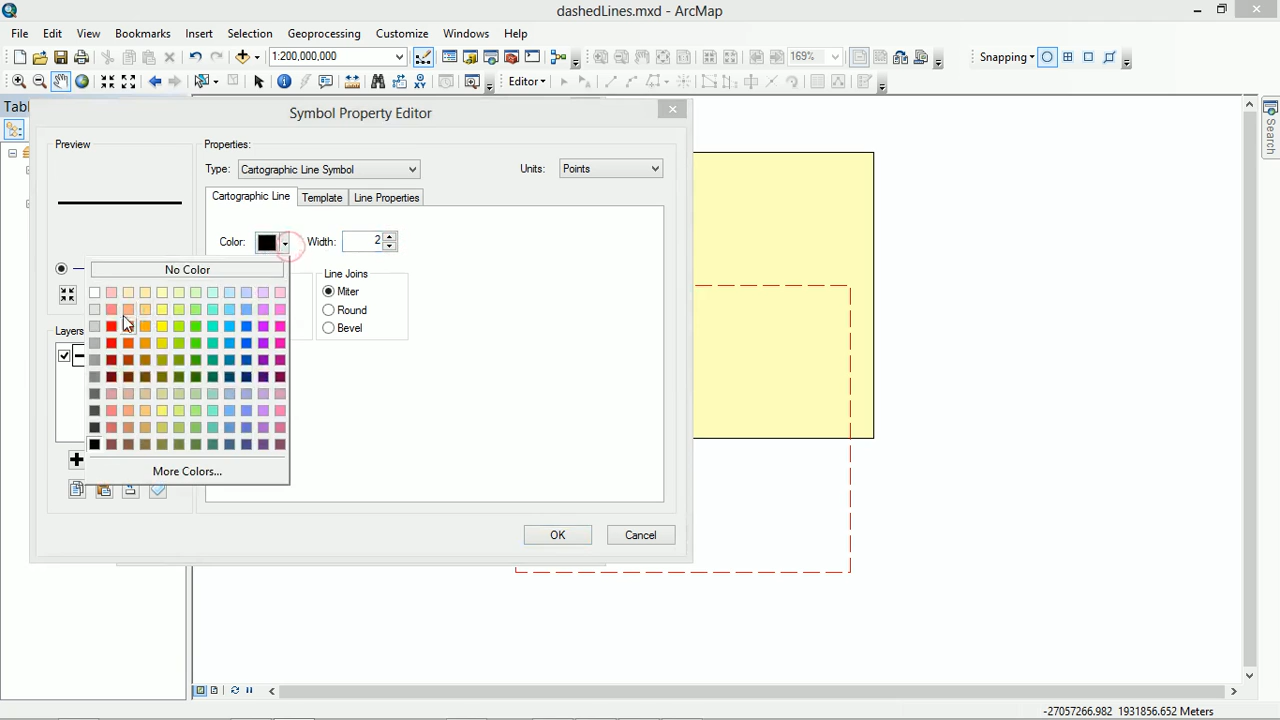 dashedLines.mxd - ArcMap
File Edit View Bookmarks Insert Selection Geoprocessing Customize Windows Help
1:200,000,000
169%
Snapping
Editor
Tabl
Symbol Property Editor
Preview
Properties:
Type: Cartographic Line Symbol
Units: Points
Cartographic Line Template Line Properties
Color:
Width: 2
No Color
Line Joins
Miter
Round
Bevel
Layers
More Colors...
OK Cancel
Search
-27057266.982 1931856.652 Meters